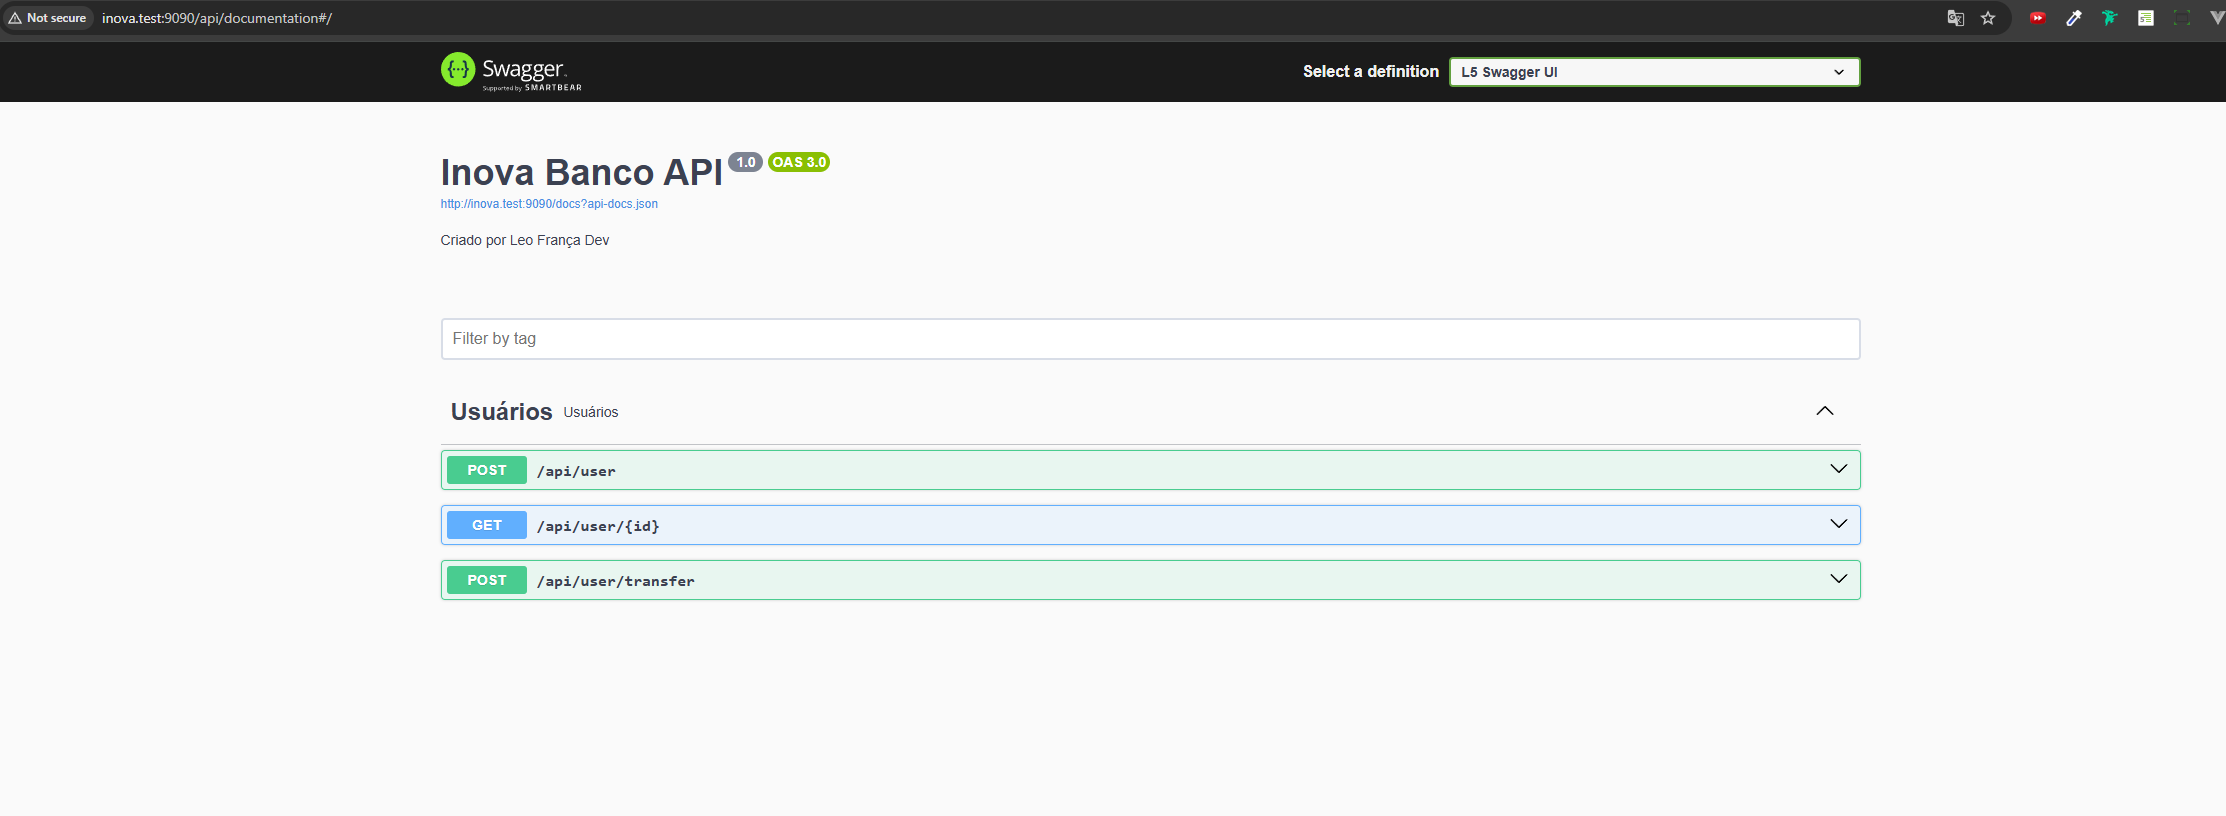 Not secure inova.test:9090/api/documentation#/
Swagger
Supported by SMARTBEAR
Select a definition L5 Swagger UI
Inova Banco API 1.0 OAS 3.0
http://inova.test:9090/docs?api-docs.json
Criado por Leo França Dev
Filter by tag
Usuários Usuários
POST /api/user
GET /api/user/{id}
POST /api/user/transfer